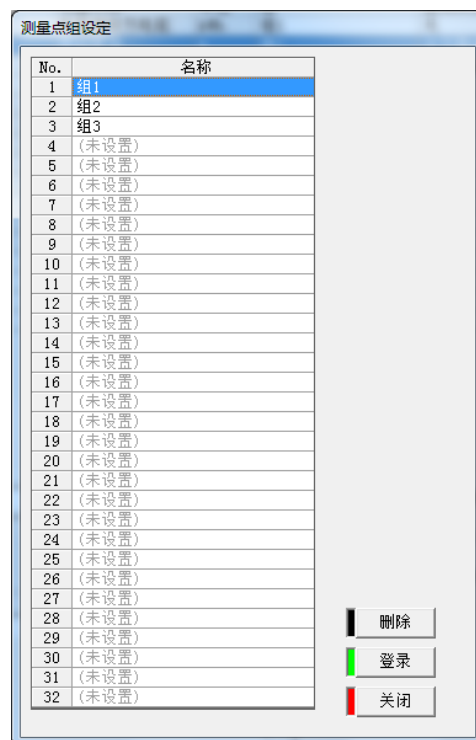 测量点组设定
No. 名称
1 组1
2 组2
3 组3
4 (未设置)
5 (未设置)
6 (未设置)
7 (未设置)
8 (未设置)
9 (未设置)
10 (未设置)
11 (未设置)
12 (未设置)
13 (未设置)
14 (未设置)
15 (未设置)
16 (未设置)
17 (未设置)
18 (未设置)
19 (未设置)
20 (未设置)
21 (未设置)
22 (未设置)
23 (未设置)
24 (未设置)
25 (未设置)
26 (未设置)
27 (未设置)
28 (未设置)
29 (未设置)
30 (未设置)
31 (未设置)
32 (未设置)
删除
登录
关闭